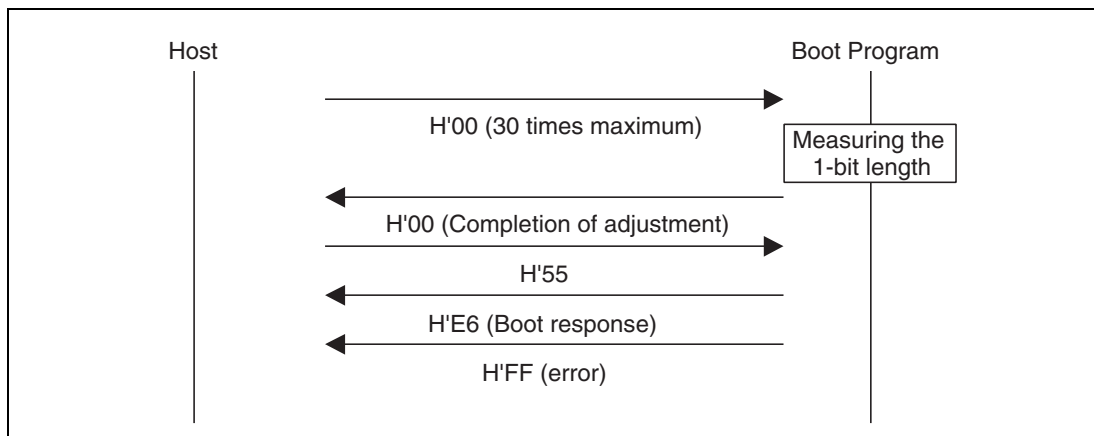 Host
Boot Program
H'00 (30 times maximum)
Measuring the
1-bit length
H'00 (Completion of adjustment)
H'55
H'E6 (Boot response)
H'FF (error)